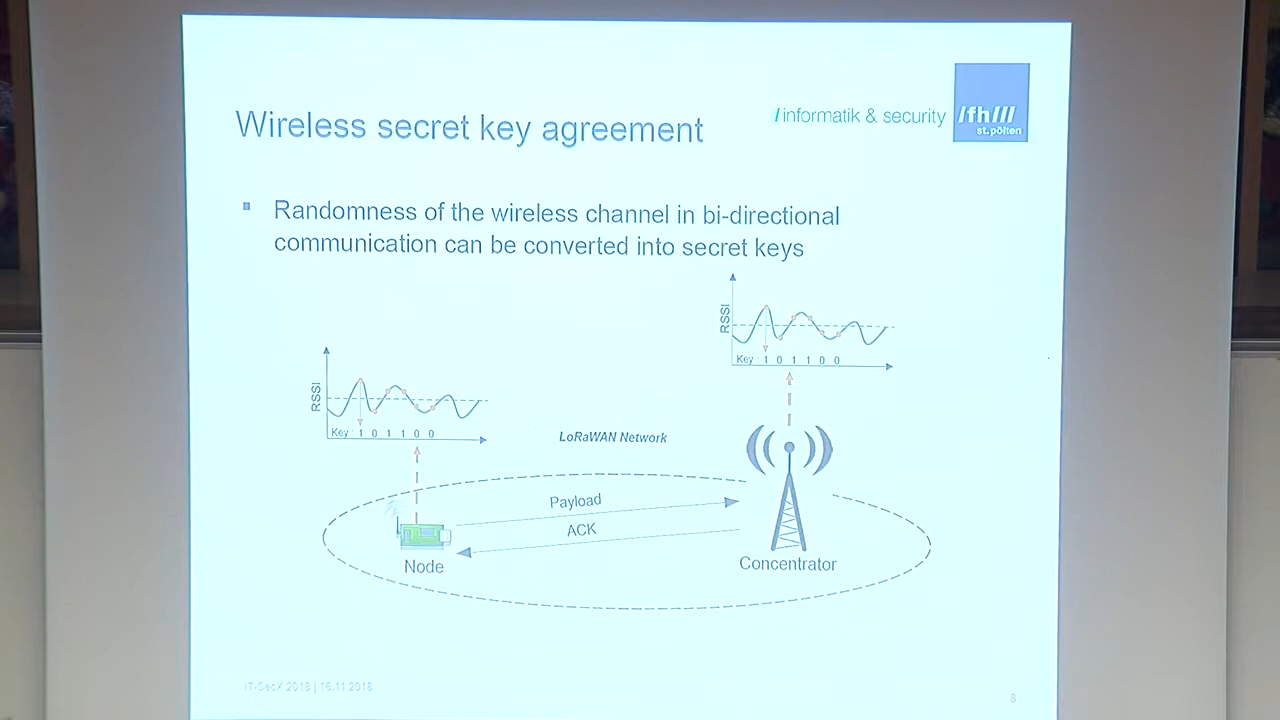 Wireless secret key agreement
/informatik & security
/fh///
st.pölten
▪ Randomness of the wireless channel in bi-directional
communication can be converted into secret keys
RSSI
Key : 1 0 1 1 0 0
RSSI
Key : 1 0 1 1 0 0
LoRaWAN Network
Payload
ACK
Node
Concentrator
IT-SecX 2018 | 16.11.2018
8